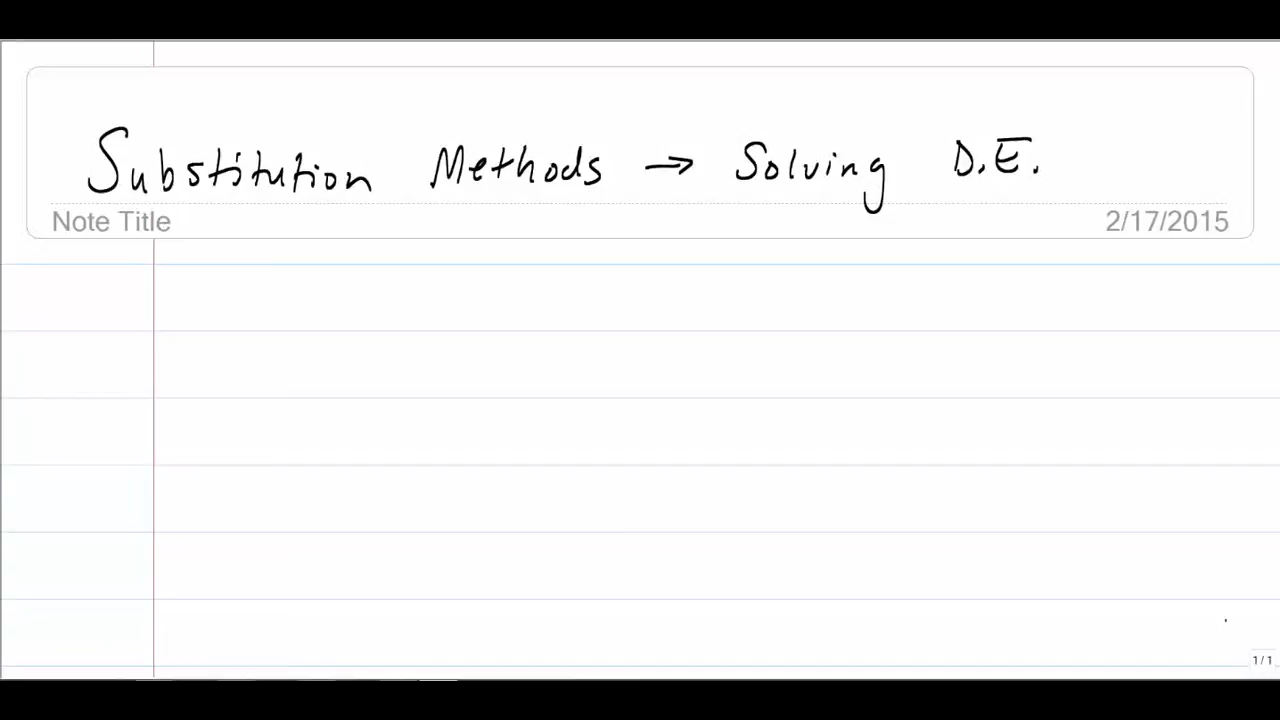 Substitution Methods → Solving D.E.
Note Title 2/17/2015
1/1